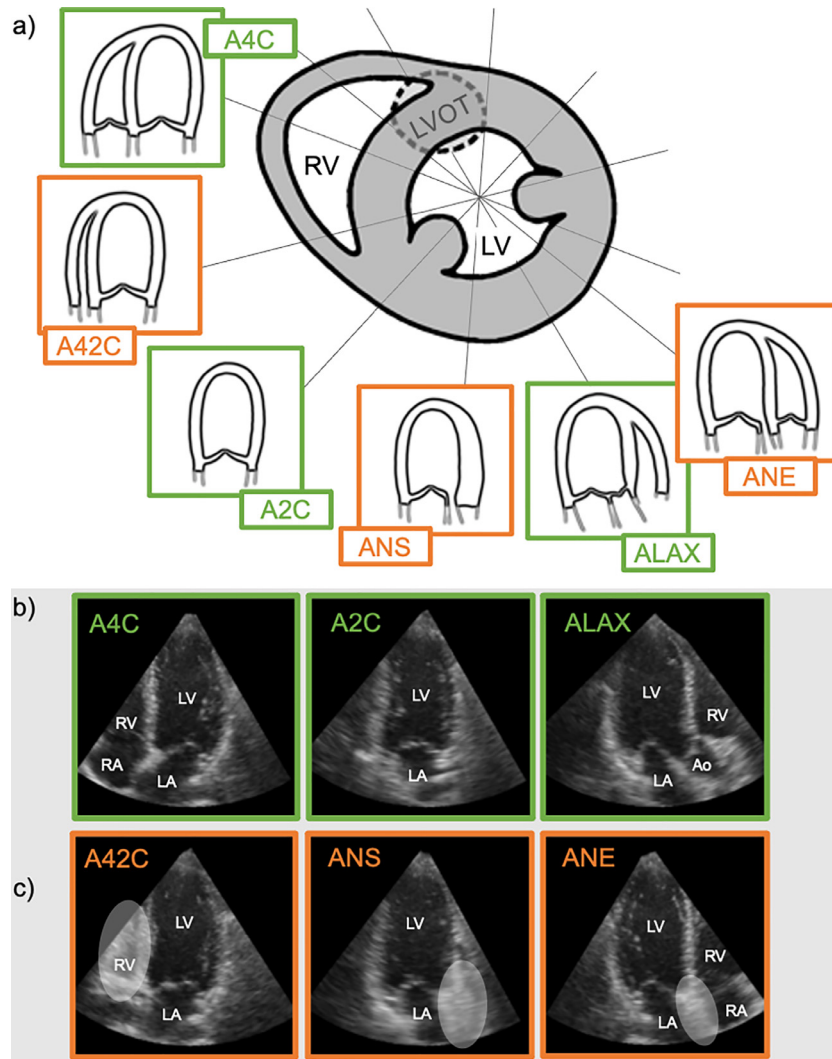 a)
A4C
LVOT
RV
LV
A42C
A2C
ANS
ALAX
ANE
b)
A4C
A2C
ALAX
LV
LV
LV
RV
RV
RA
LA
LA
LA
Ao
c)
A42C
ANS
ANE
LV
LV
LV
RV
RV
LA
LA
LA
RA